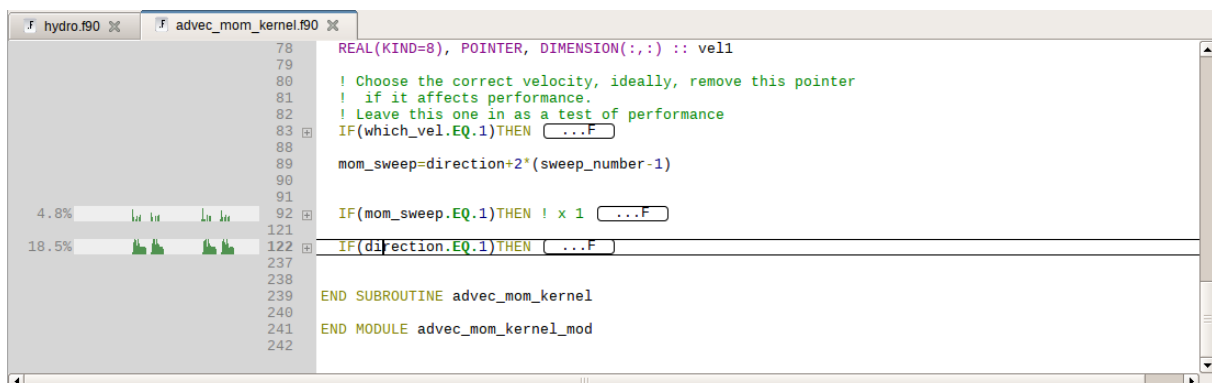 hydro.f90 advec_mom_kernel.f90
78 REAL(KIND=8), POINTER, DIMENSION(:,:) :: vel1
79
80 ! Choose the correct velocity, ideally, remove this pointer
81 !  if it affects performance.
82 ! Leave this one in as a test of performance
83 IF(which_vel.EQ.1)THEN ...F
88
89 mom_sweep=direction+2*(sweep_number-1)
90
91
4.8% 92 IF(mom_sweep.EQ.1)THEN ! x 1 ...F
121
18.5% 122 IF(direction.EQ.1)THEN ...F
237
238
239 END SUBROUTINE advec_mom_kernel
240
241 END MODULE advec_mom_kernel_mod
242